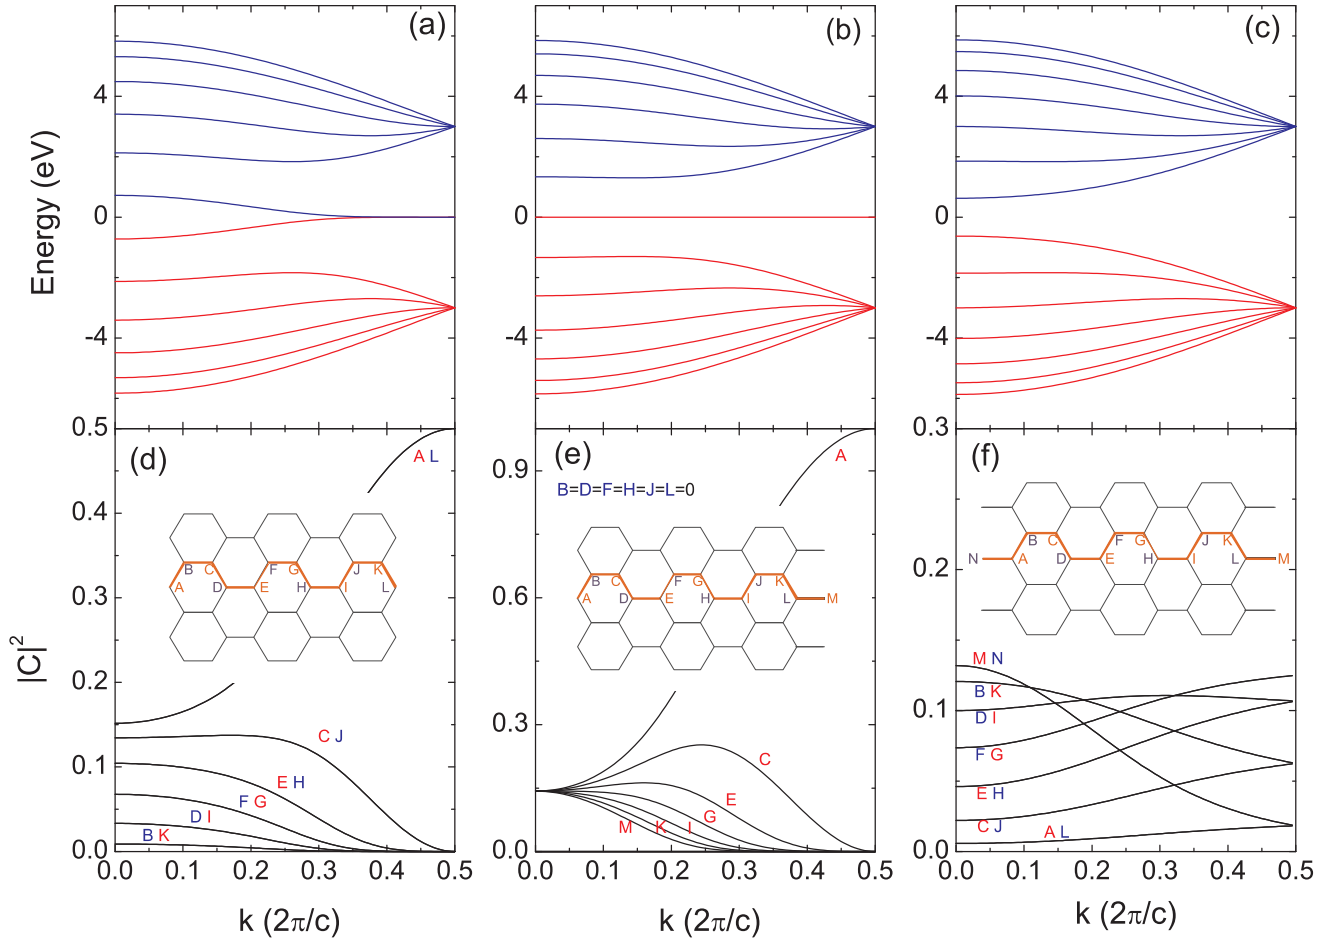 (a)
(b)
(c)
Energy (eV)
4
0
-4
4
0
-4
4
0
-4
(d)
A L
0.5
0.4
0.3
0.2
0.1
0.0
|C|²
B C F G J K
A D E H I L
C J
E H
F G
D I
B K
0.0 0.1 0.2 0.3 0.4 0.5
k (2π/c)
(e)
A
B=D=F=H=J=L=0
0.9
0.6
0.3
0.0
B C F G J K
A D E H I L M
C
E
G
I
K
M
0.0 0.1 0.2 0.3 0.4 0.5
k (2π/c)
(f)
0.3
0.2
0.1
0.0
B C F G J K
N A D E H I L M
M N
B K
D I
F G
E H
C J
A L
0.0 0.1 0.2 0.3 0.4 0.5
k (2π/c)